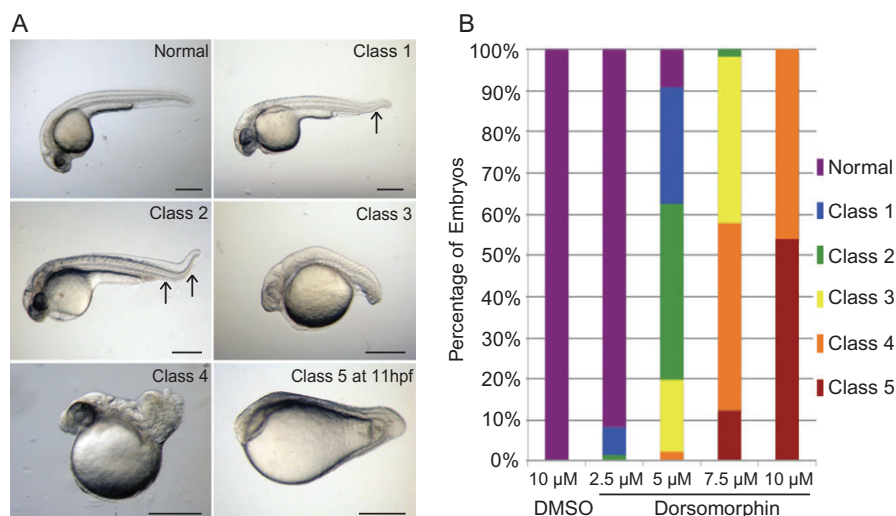 A
Normal
Class 1
Class 2
Class 3
Class 4
Class 5 at 11hpf
B
Percentage of Embryos
100%
90%
80%
70%
60%
50%
40%
30%
20%
10%
0%
10 µM 2.5 µM 5 µM 7.5 µM 10 µM
DMSO Dorsomorphin
Normal
Class 1
Class 2
Class 3
Class 4
Class 5